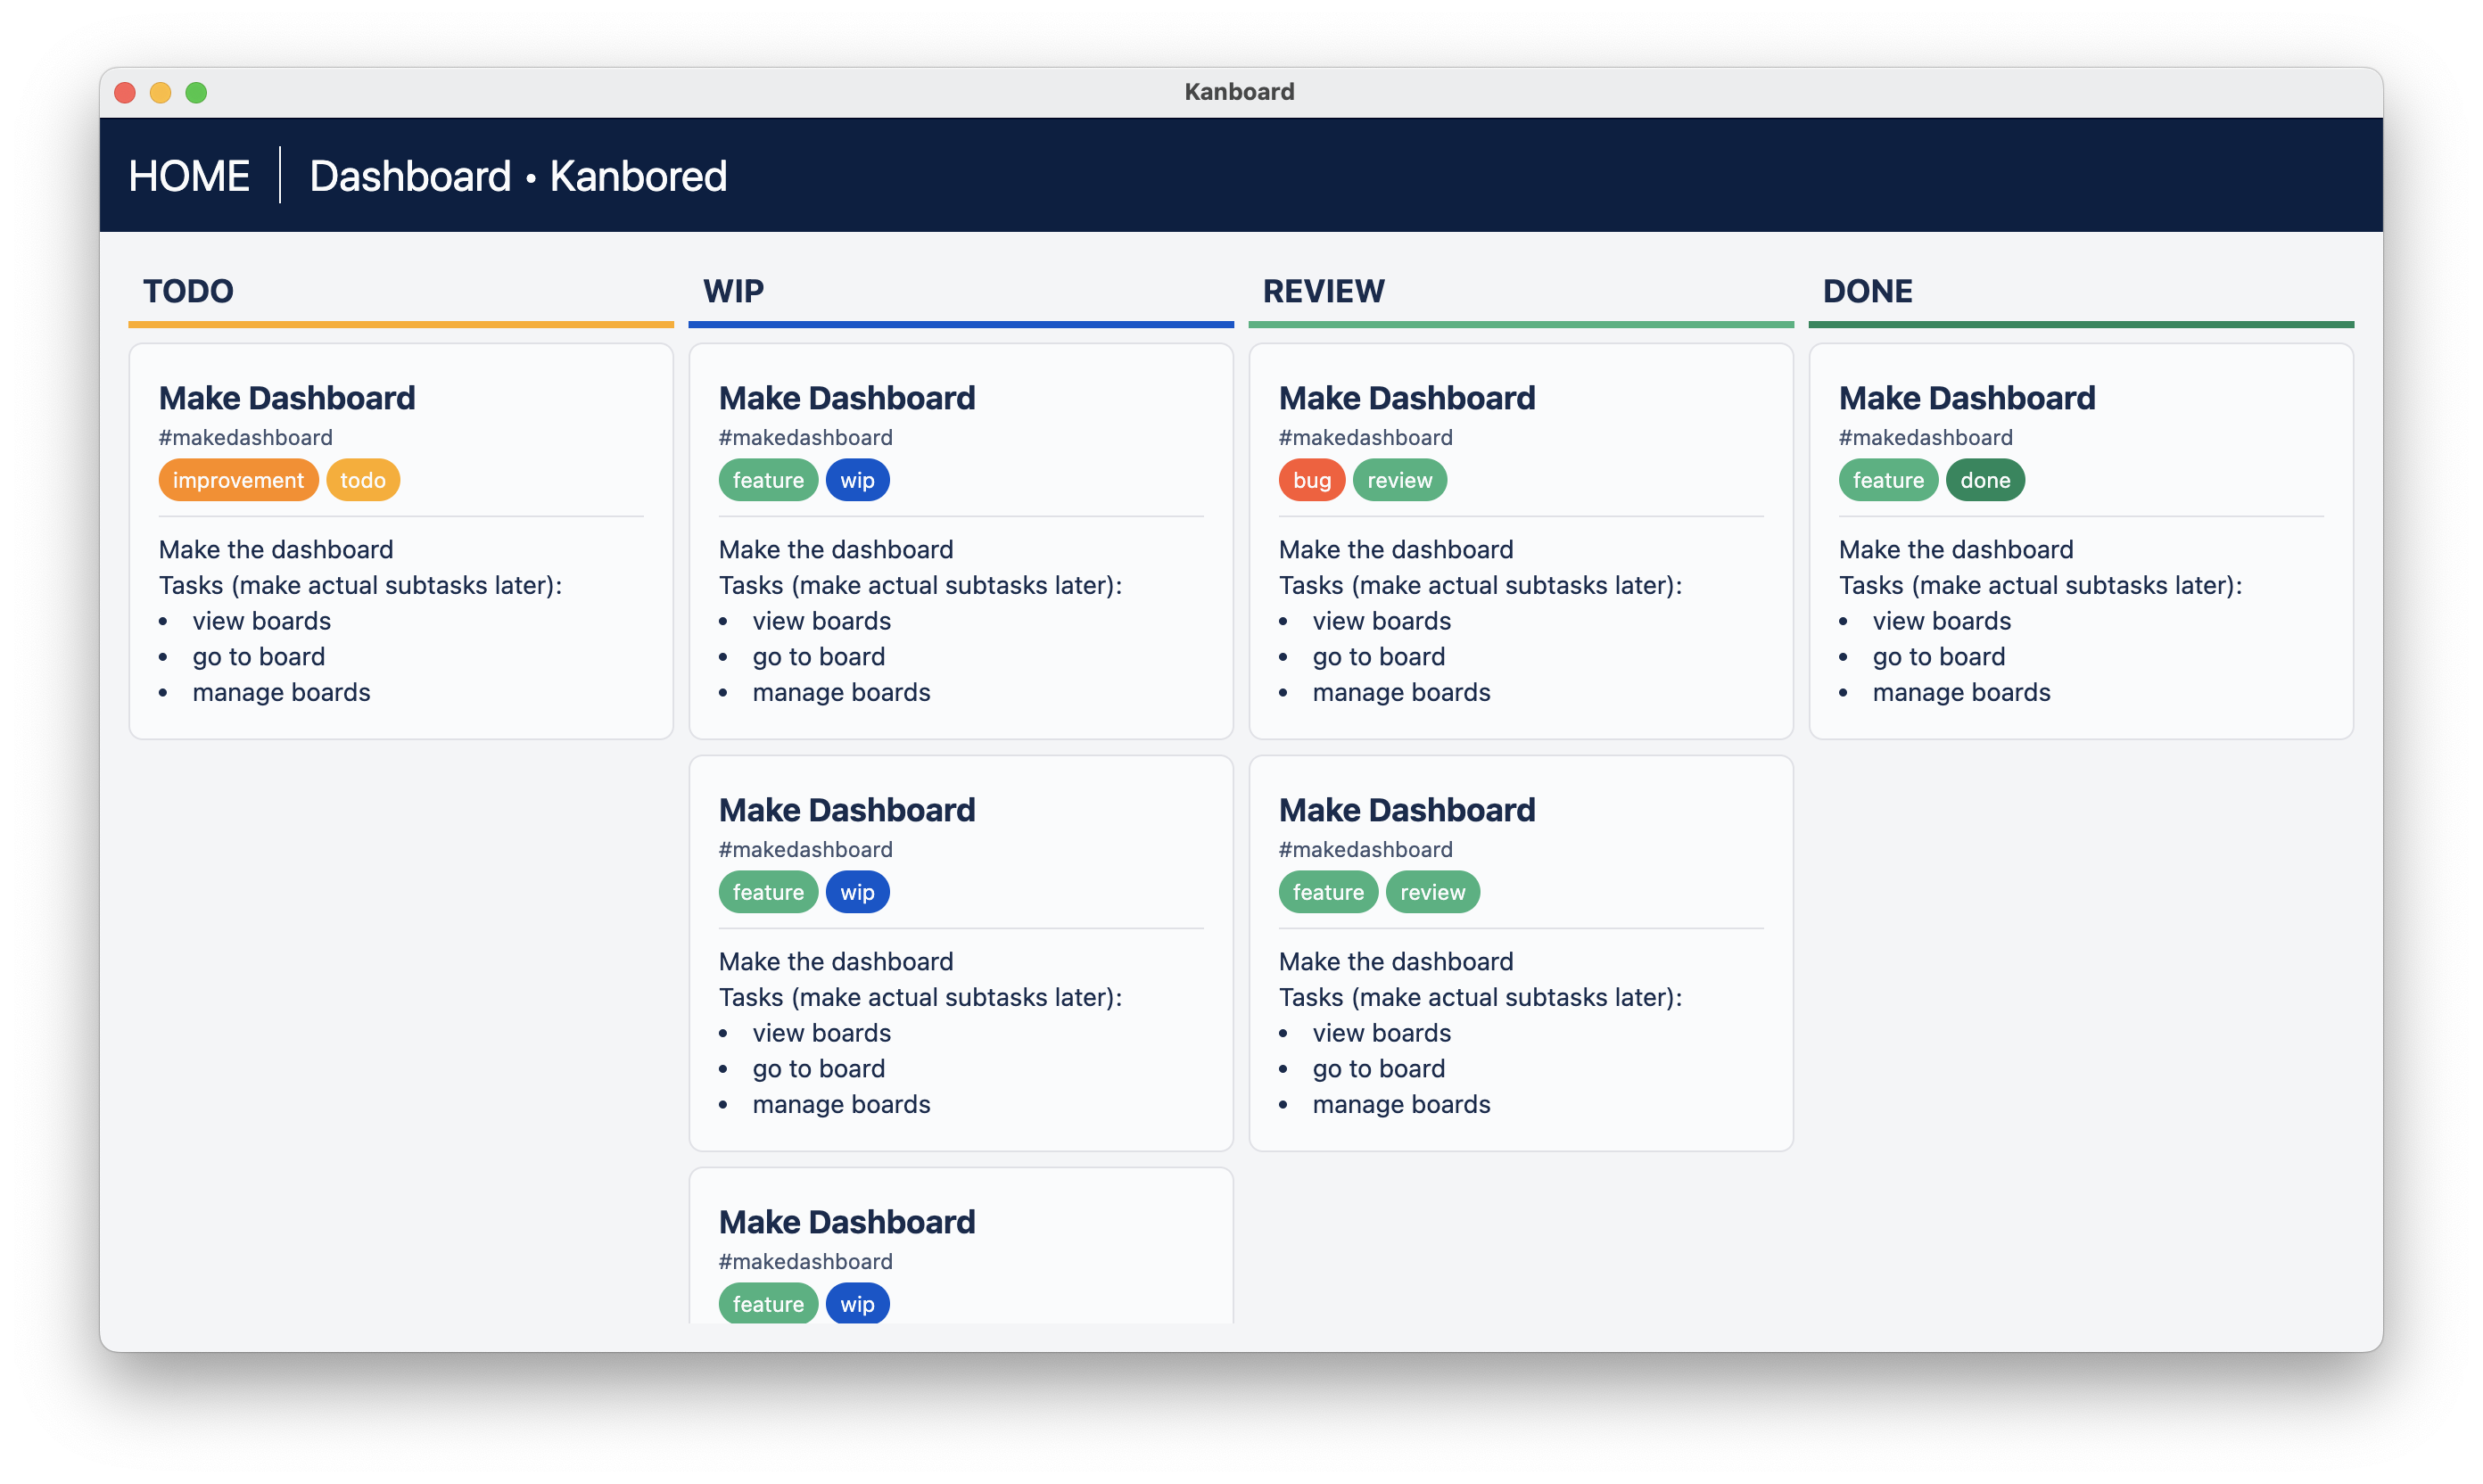 Kanboard
HOME
Dashboard • Kanbored
TODO
Make Dashboard
#makedashboard
improvement todo
Make the dashboard
Tasks (make actual subtasks later):
• view boards
• go to board
• manage boards
WIP
Make Dashboard
#makedashboard
feature wip
Make the dashboard
Tasks (make actual subtasks later):
• view boards
• go to board
• manage boards
Make Dashboard
#makedashboard
feature wip
Make the dashboard
Tasks (make actual subtasks later):
• view boards
• go to board
• manage boards
Make Dashboard
#makedashboard
feature wip
REVIEW
Make Dashboard
#makedashboard
bug review
Make the dashboard
Tasks (make actual subtasks later):
• view boards
• go to board
• manage boards
Make Dashboard
#makedashboard
feature review
Make the dashboard
Tasks (make actual subtasks later):
• view boards
• go to board
• manage boards
DONE
Make Dashboard
#makedashboard
feature done
Make the dashboard
Tasks (make actual subtasks later):
• view boards
• go to board
• manage boards